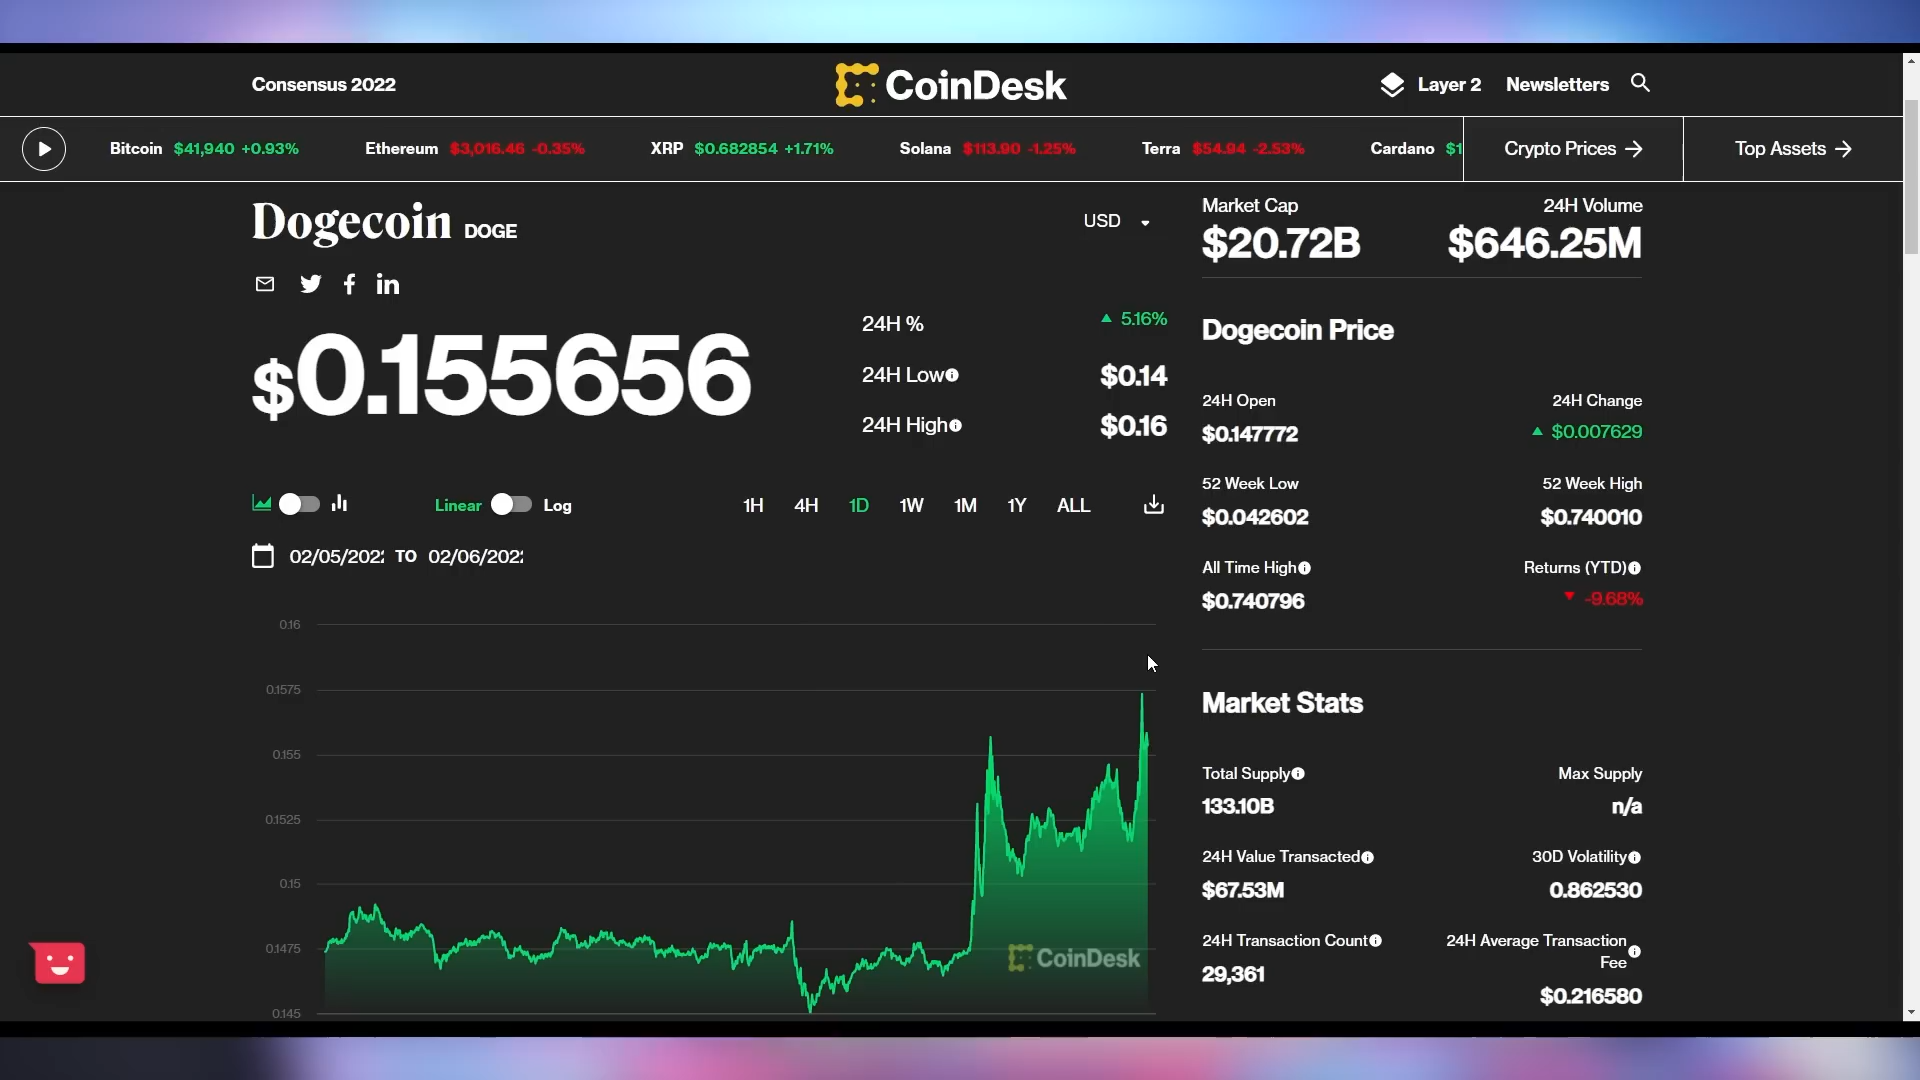 Consensus 2022
CoinDesk
Layer 2 Newsletters
Bitcoin $41,940 +0.93% Ethereum $3,016.46 -0.35% XRP $0.682854 +1.71% Solana $113.90 -1.25% Terra $54.94 -2.53% Cardano $1
Crypto Prices → Top Assets →
Dogecoin DOGE
USD
Market Cap 24H Volume
$20.72B $646.25M
$0.155656
24H % 5.16%
24H Low $0.14
24H High $0.16
Dogecoin Price
24H Open 24H Change
$0.147772 $0.007629
52 Week Low 52 Week High
$0.042602 $0.740010
All Time High Returns (YTD)
$0.740796 -9.68%
Linear Log
1H 4H 1D 1W 1M 1Y ALL
02/05/2022 TO 02/06/2022
0.16
0.1575
0.155
0.1525
0.15
0.1475
0.145
CoinDesk
Market Stats
Total Supply Max Supply
133.10B n/a
24H Value Transacted 30D Volatility
$67.53M 0.862530
24H Transaction Count 24H Average Transaction
Fee
29,361
$0.216580